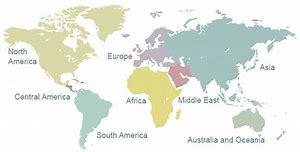 North
America
Europe
Asia
Central America
Africa
Middle East
South America
Australia and Oceania